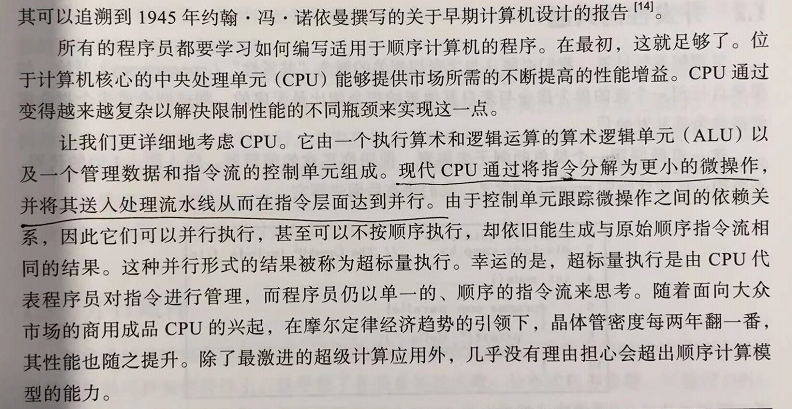 其可以追溯到 1945 年约翰·冯·诺依曼撰写的关于早期计算机设计的报告 [14]。
所有的程序员都要学习如何编写适用于顺序计算机的程序。在最初，这就足够了。位
于计算机核心的中央处理单元（CPU）能够提供市场所需的不断提高的性能增益。CPU 通过
变得越来越复杂以解决限制性能的不同瓶颈来实现这一点。
让我们更详细地考虑 CPU。它由一个执行算术和逻辑运算的算术逻辑单元（ALU）以
及一个管理数据和指令流的控制单元组成。现代 CPU 通过将指令分解为更小的微操作，
并将其送入处理流水线从而在指令层面达到并行。由于控制单元跟踪微操作之间的依赖关
系，因此它们可以并行执行，甚至可以不按顺序执行，却依旧能生成与原始顺序指令流相
同的结果。这种并行形式的结果被称为超标量执行。幸运的是，超标量执行是由 CPU 代
表程序员对指令进行管理，而程序员仍以单一的、顺序的指令流来思考。随着面向大众
市场的商用成品 CPU 的兴起，在摩尔定律经济趋势的引领下，晶体管密度每两年翻一番，
其性能也随之提升。除了最激进的超级计算应用外，几乎没有理由担心会超出顺序计算模
型的能力。